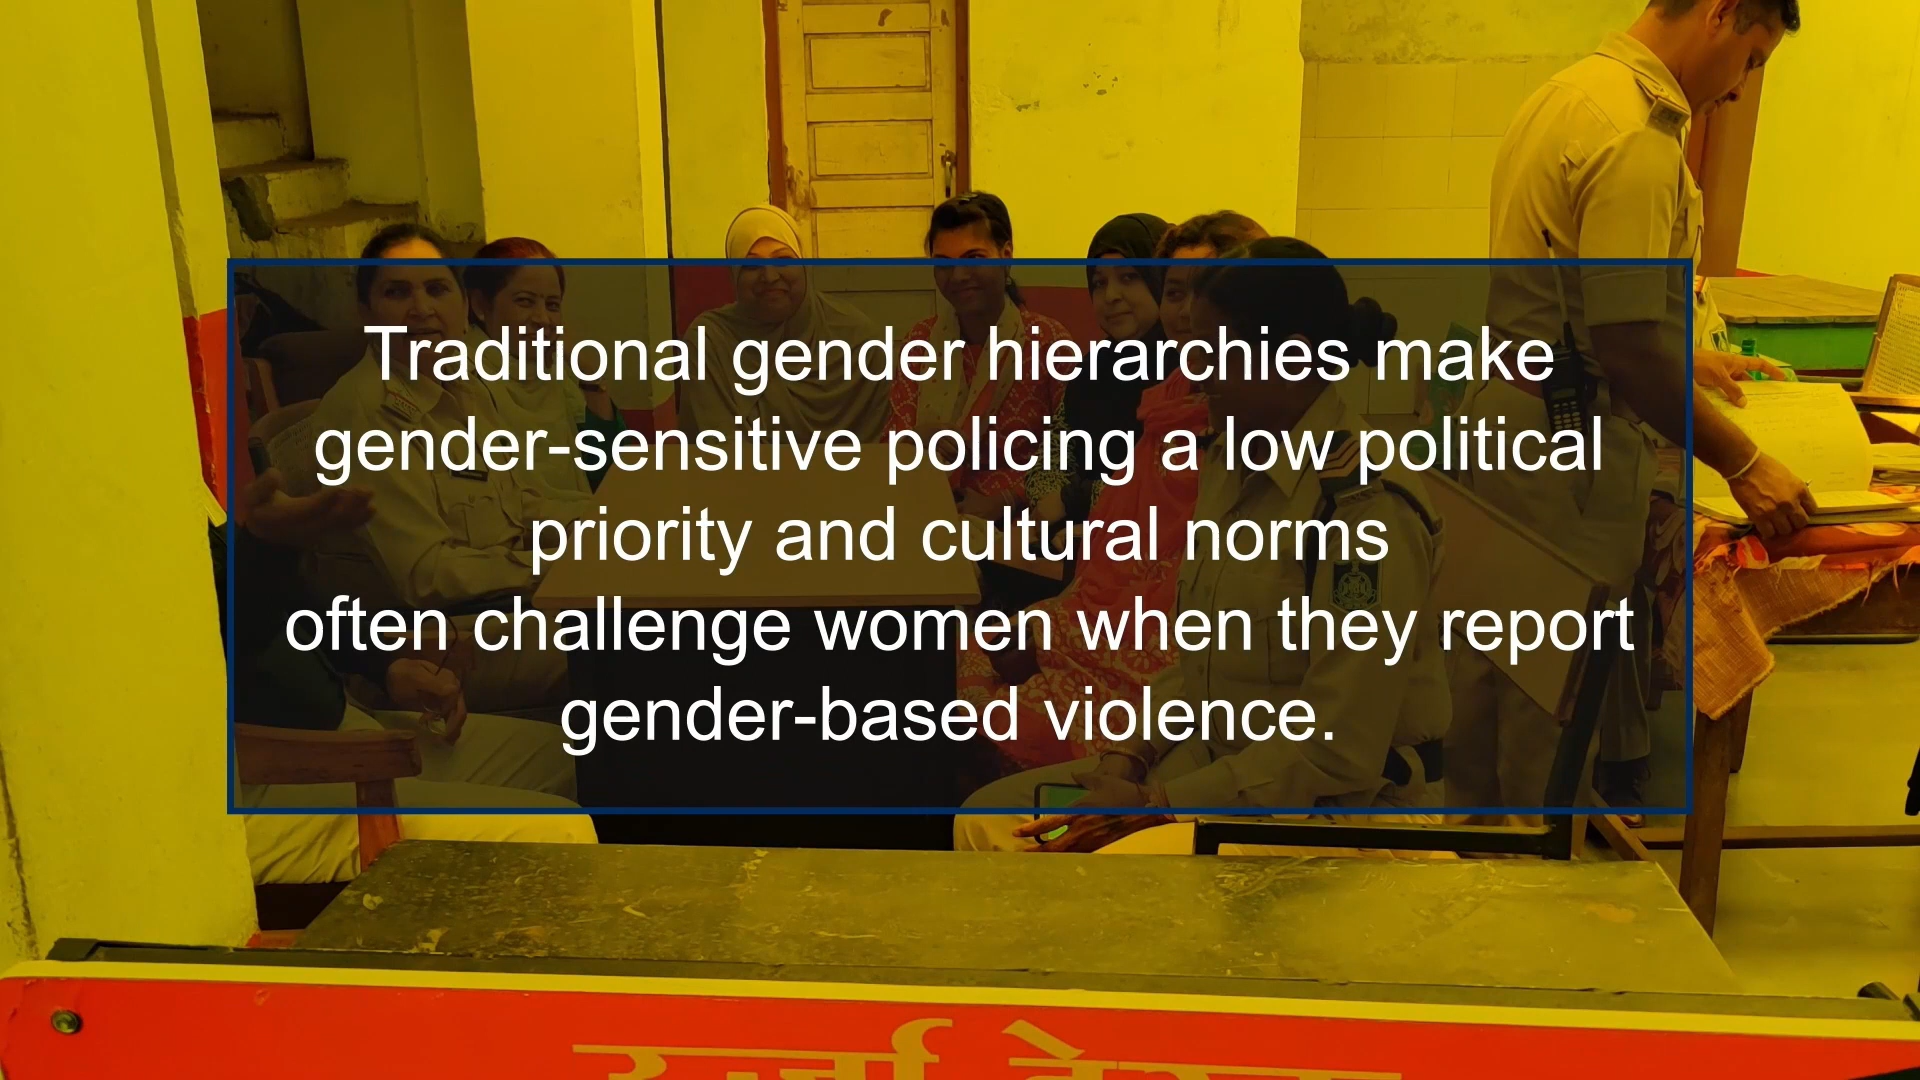 Traditional gender hierarchies make
gender-sensitive policing a low political
priority and cultural norms
often challenge women when they report
gender-based violence.